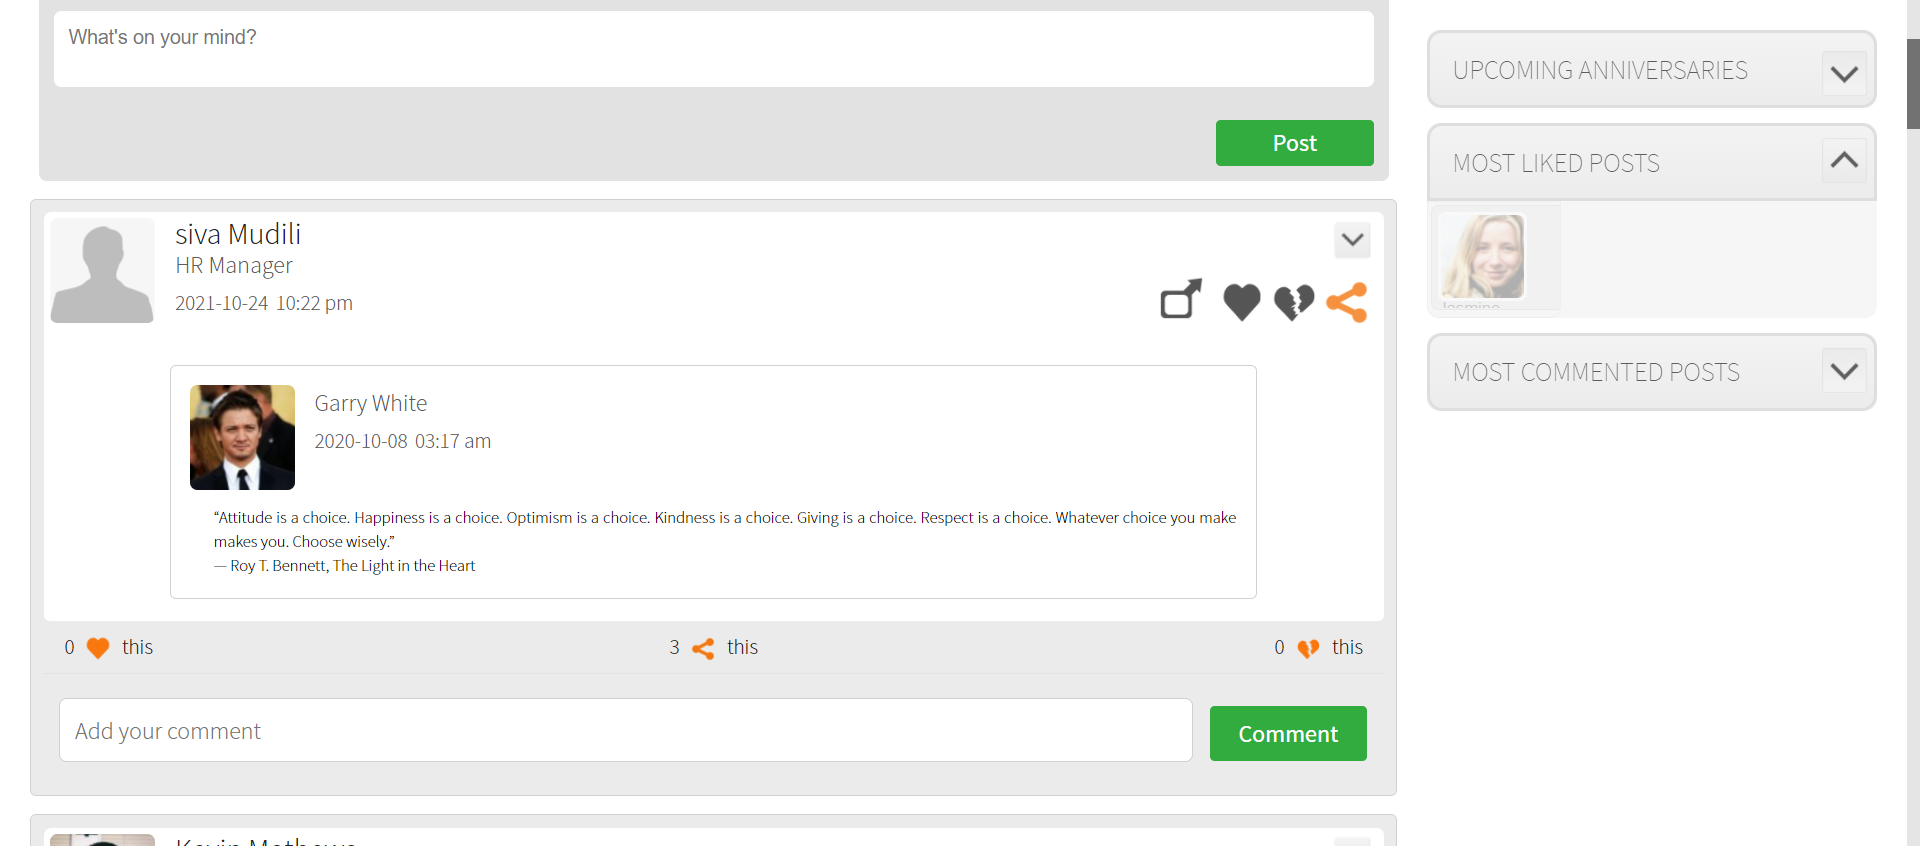 What's on your mind?
Post
siva Mudili
HR Manager
2021-10-24 10:22 pm
Garry White
2020-10-08 03:17 am
“Attitude is a choice. Happiness is a choice. Optimism is a choice. Kindness is a choice. Giving is a choice. Respect is a choice. Whatever choice you make
makes you. Choose wisely.”
— Roy T. Bennett, The Light in the Heart
0 this
3 this
0 this
Add your comment
Comment
Kevin Mathews
UPCOMING ANNIVERSARIES
MOST LIKED POSTS
Jasmine
MOST COMMENTED POSTS